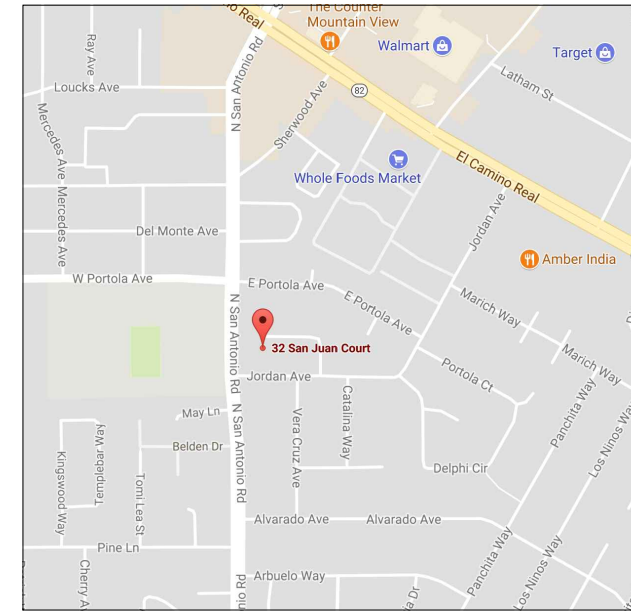 The Counter
Mountain View
Walmart
Target
Ray Ave
N San Antonio Rd
Loucks Ave
82
Latham St
Sherwood Ave
Mercedes Ave
El Camino Real
Whole Foods Market
Mercedes Ave
Jordan Ave
Del Monte Ave
Amber India
W Portola Ave
E Portola Ave
E Portola Ave
Marich Way
N San Antonio Rd
32 San Juan Court
Marich Way
Portola Ct
Jordan Ave
Catalina Way
Panchita Way
May Ln
N San Antonio Rd
Vera Cruz Ave
Los Ninos Way
Templebar Way
Belden Dr
Kingswood Way
Tomi Lea St
Delphi Cir
Alvarado Ave
Alvarado Ave
Pine Ln
Panchita Way
Los Ninos Way
Arbuelo Way